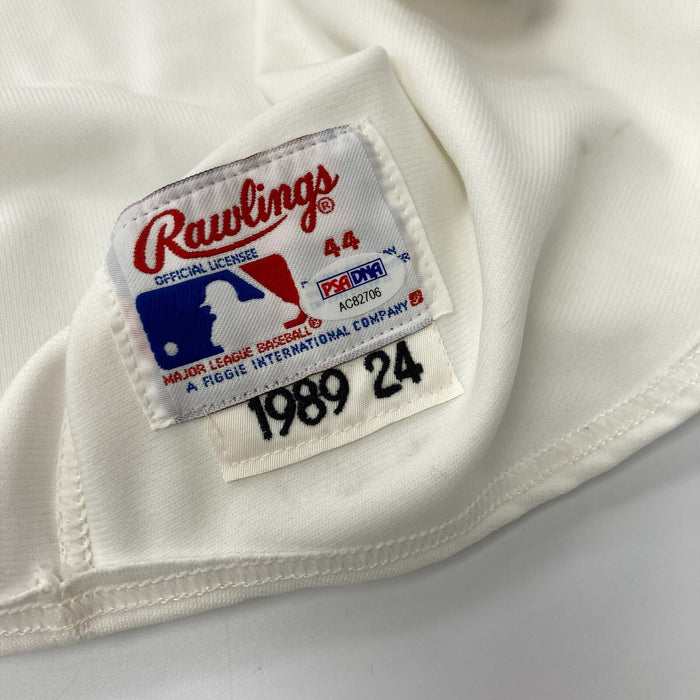 Rawlings®
OFFICIAL LICENSEE
44
PSA/DNA
AC82706
MAJOR LEAGUE BASEBALL®
A FIGGIE INTERNATIONAL COMPANY
1989 24